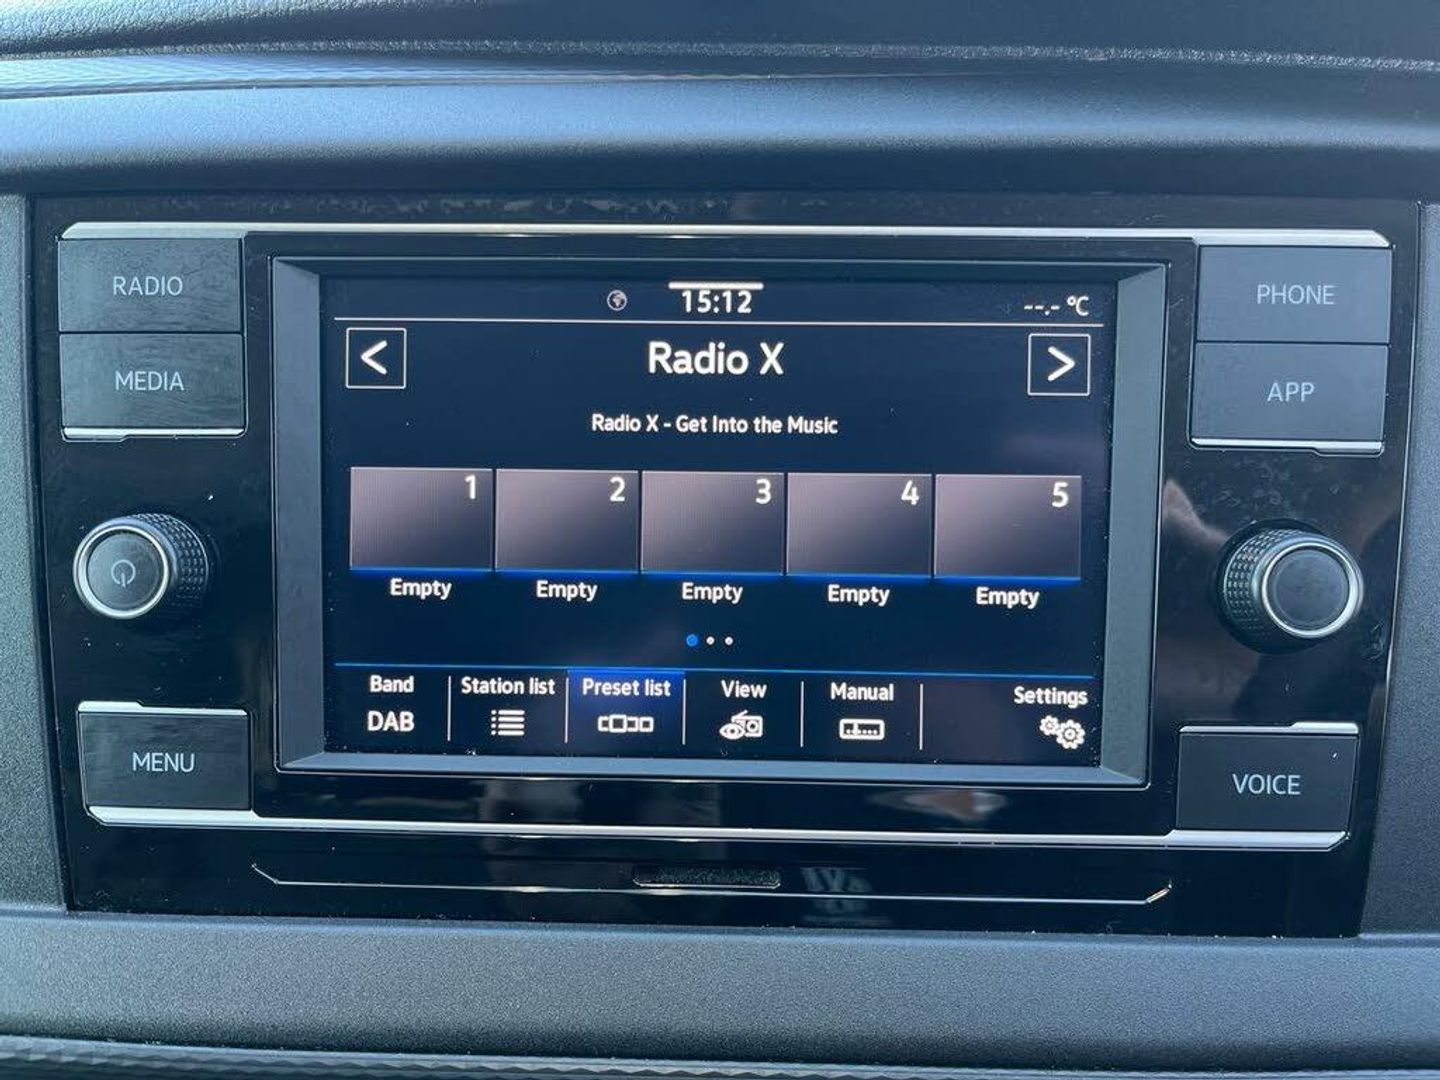 RADIO
MEDIA
MENU
PHONE
APP
VOICE
15:12
--.- °C
<
Radio X
>
Radio X - Get Into the Music
1
2
3
4
5
Empty
Empty
Empty
Empty
Empty
Band
DAB
Station list
Preset list
View
Manual
Settings